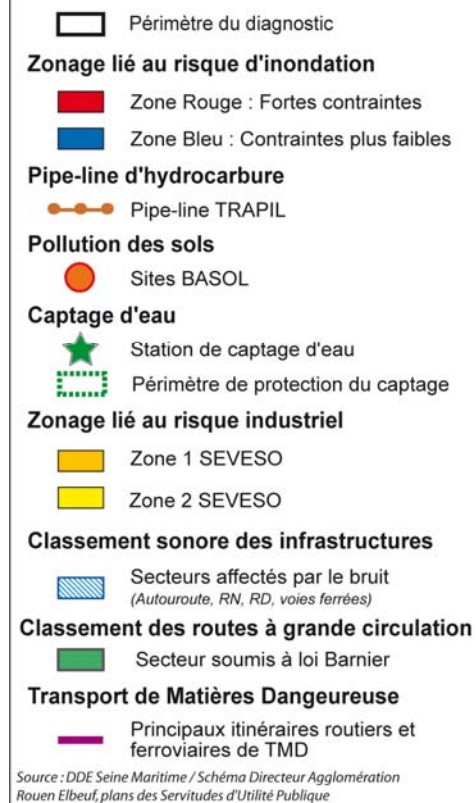 Périmètre du diagnostic
Zonage lié au risque d'inondation
Zone Rouge : Fortes contraintes
Zone Bleu : Contraintes plus faibles
Pipe-line d'hydrocarbure
Pipe-line TRAPIL
Pollution des sols
Sites BASOL
Captage d'eau
Station de captage d'eau
Périmètre de protection du captage
Zonage lié au risque industriel
Zone 1 SEVESO
Zone 2 SEVESO
Classement sonore des infrastructures
Secteurs affectés par le bruit
(Autouroute, RN, RD, voies ferrées)
Classement des routes à grande circulation
Secteur soumis à loi Barnier
Transport de Matières Dangeureuse
Principaux itinéraires routiers et
ferroviaires de TMD
Source : DDE Seine Maritime / Schéma Directeur Agglomération
Rouen Elbeuf, plans des Servitudes d'Utilité Publique